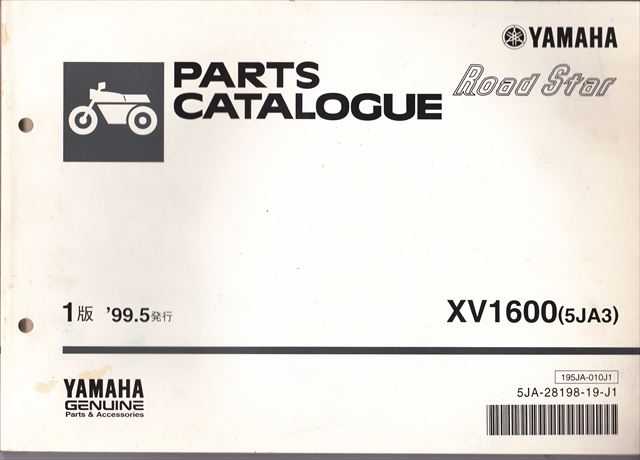 YAMAHA
PARTS
CATALOGUE
Road Star
1版 '99.5発行
XV1600(5JA3)
YAMAHA
GENUINE
Parts & Accessories
195JA-010J1
5JA-28198-19-J1